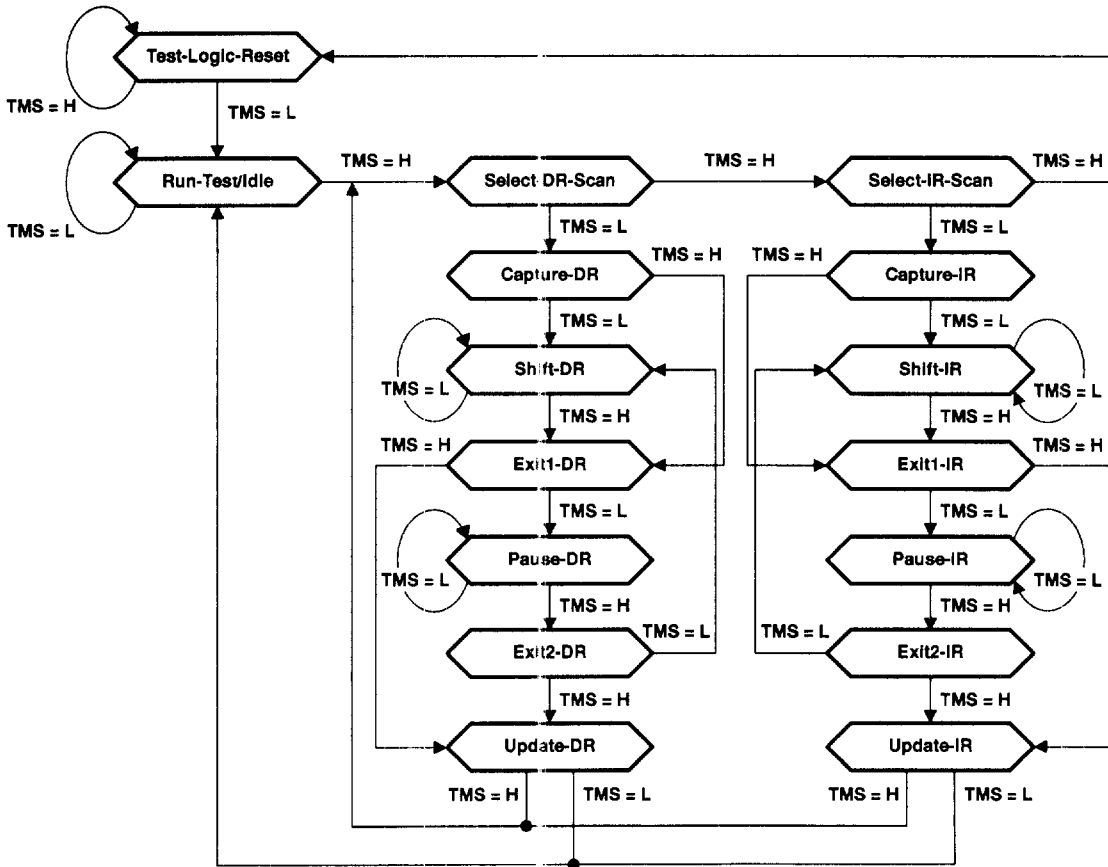 Test-Logic-Reset
TMS = H
TMS = L
TMS = H
TMS = H
TMS = H
Run-Test/Idle
Select-DR-Scan
Select-IR-Scan
TMS = L
TMS = L
TMS = L
TMS = H
TMS = H
Capture-DR
Capture-IR
TMS = L
TMS = L
Shift-DR
Shift-IR
TMS = L
TMS = L
TMS = H
TMS = H
TMS = H
TMS = H
Exit1-DR
Exit1-IR
TMS = L
TMS = L
Pause-DR
Pause-IR
TMS = L
TMS = L
TMS = H
TMS = H
Exit2-DR
TMS = L
TMS = L
Exit2-IR
TMS = H
TMS = H
Update-DR
Update-IR
TMS = H
TMS = L
TMS = H
TMS = L